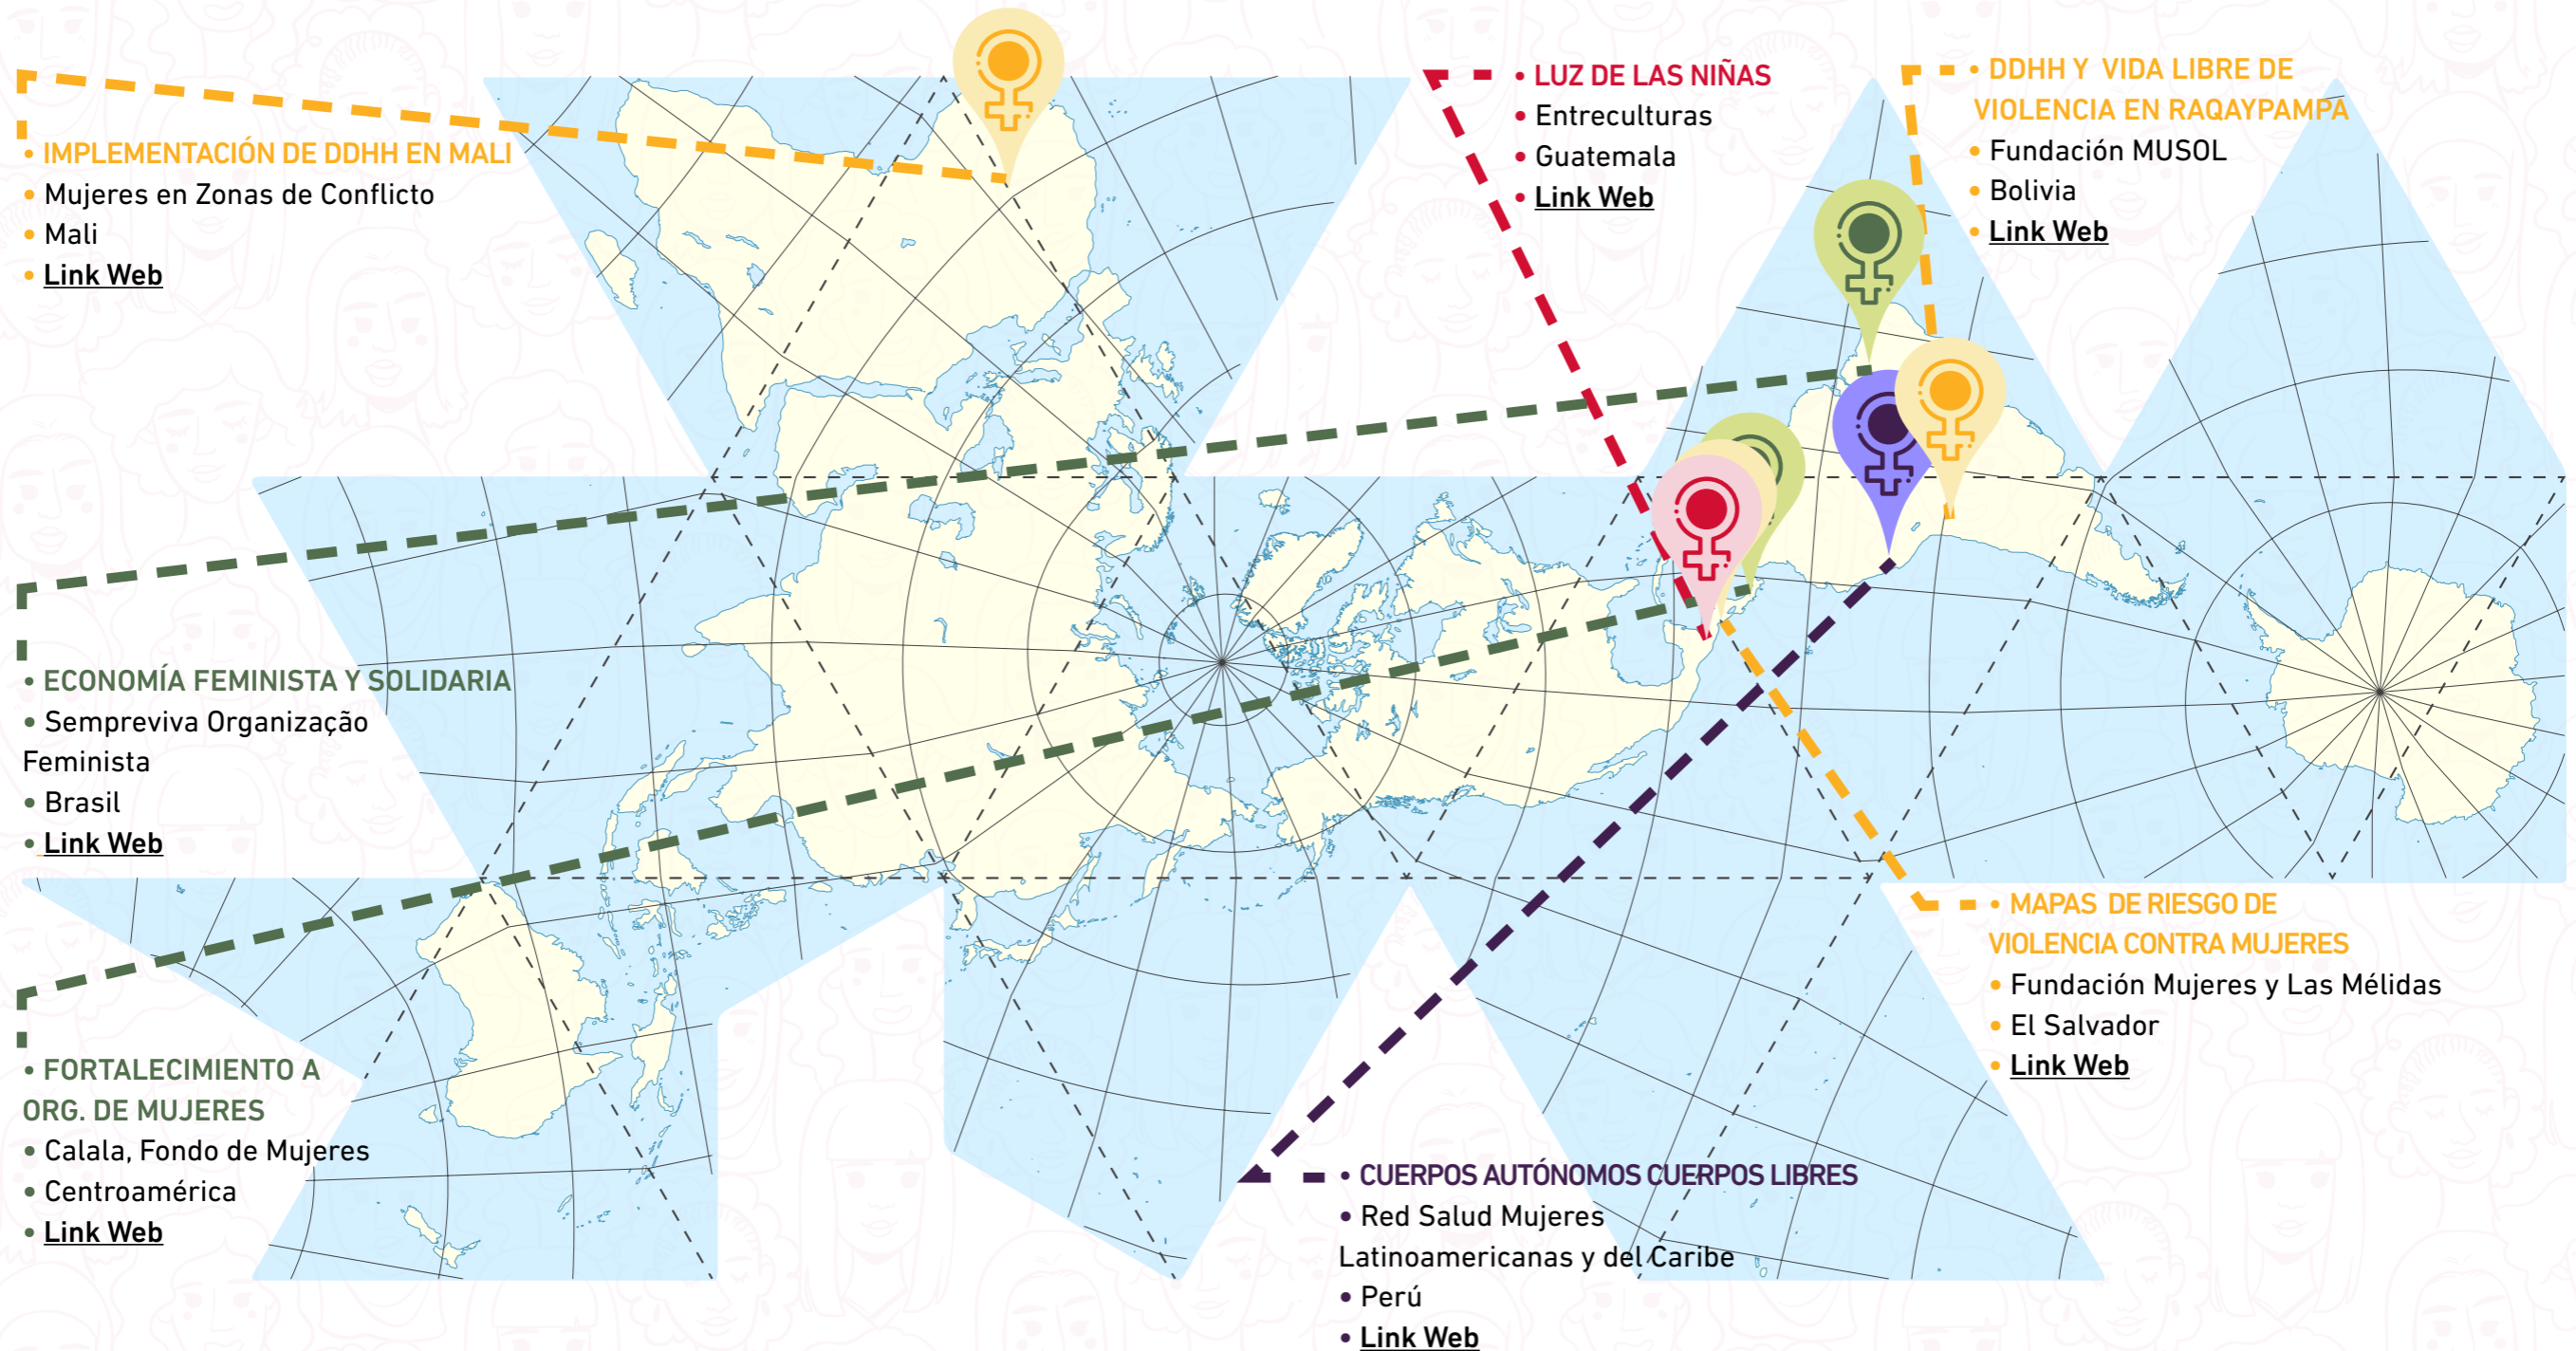 • IMPLEMENTACIÓN DE DDHH EN MALI
• Mujeres en Zonas de Conflicto
• Mali
• Link Web
• LUZ DE LAS NIÑAS
• Entreculturas
• Guatemala
• Link Web
• DDHH Y VIDA LIBRE DE
VIOLENCIA EN RAQAYPAMPA
• Fundación MUSOL
• Bolivia
• Link Web
• ECONOMÍA FEMINISTA Y SOLIDARIA
• Sempreviva Organização
Feminista
• Brasil
• Link Web
• FORTALECIMIENTO A
ORG. DE MUJERES
• Calala, Fondo de Mujeres
• Centroamérica
• Link Web
• MAPAS DE RIESGO DE
VIOLENCIA CONTRA MUJERES
• Fundación Mujeres y Las Mélidas
• El Salvador
• Link Web
• CUERPOS AUTÓNOMOS CUERPOS LIBRES
• Red Salud Mujeres
Latinoamericanas y del Caribe
• Perú
• Link Web